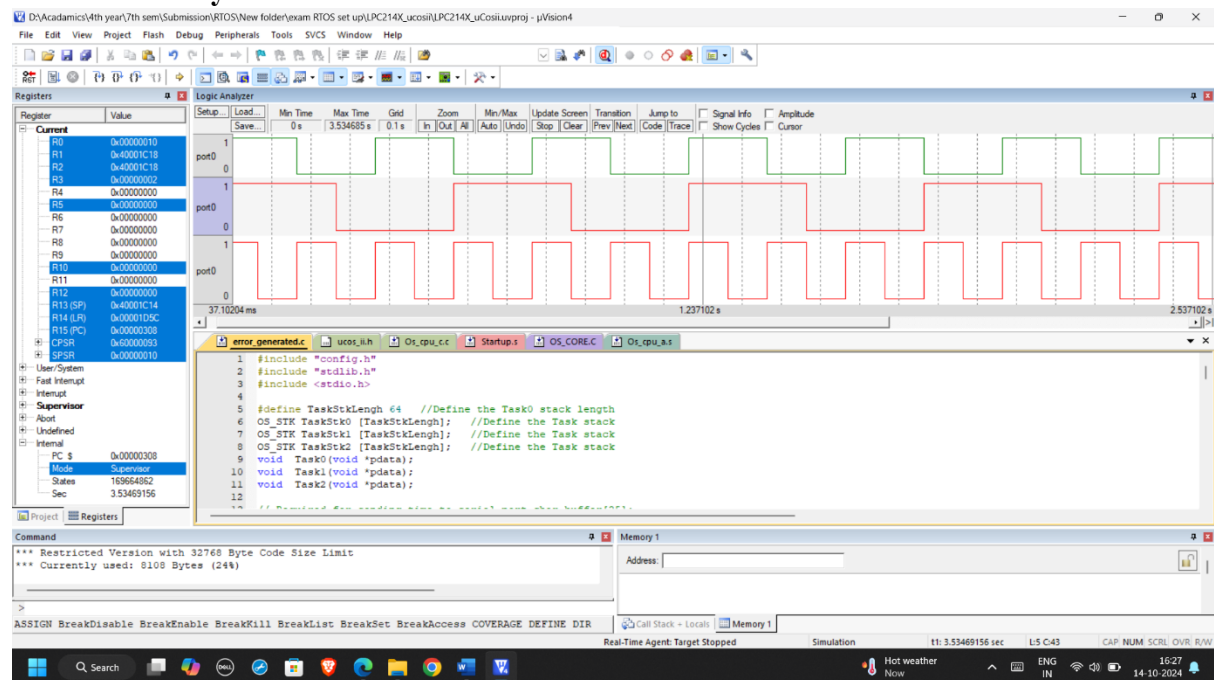 D:\Acadamics\4th year\7th sem\Submission\RTOS\New folder\exam RTOS set up\LPC214X_ucosii\LPC214X_uCosii.uvproj - µVision4
File Edit View Project Flash Debug Peripherals Tools SVCS Window Help
RST
Registers
Register Value
Current
R0 0x00000010
R1 0x40001C18
R2 0x40001C18
R3 0x00000002
R4 0x00000000
R5 0x00000000
R6 0x00000000
R7 0x00000000
R8 0x00000000
R9 0x00000000
R10 0x00000000
R11 0x00000000
R12 0x00000000
R13 (SP) 0x40001C14
R14 (LR) 0x00001D5C
R15 (PC) 0x00000308
CPSR 0x60000093
SPSR 0x00000010
User/System
Fast Interrupt
Interrupt
Supervisor
Abort
Undefined
Internal
PC $ 0x00000308
Mode Supervisor
States 169664862
Sec 3.53469156
Project Registers
Logic Analyzer
Setup... Load... Min Time Max Time Grid Zoom Min/Max Update Screen Transition Jump to Signal Info Amplitude
Save... 0 s 3.534685 s 0.1 s In Out All Auto Undo Stop Clear Prev Next Code Trace Show Cycles Cursor
1
port0
0
1
port0
0
1
port0
0
37.10204 ms 1.237102 s 2.537102 s
error_generated.c ucos_ii.h Os_cpu_c.c Startup.s OS_CORE.C Os_cpu_a.s
1 #include "config.h"
2 #include "stdlib.h"
3 #include <stdio.h>
4
5 #define TaskStkLengh 64 //Define the Task0 stack length
6 OS_STK TaskStk0 [TaskStkLengh]; //Define the Task stack
7 OS_STK TaskStk1 [TaskStkLengh]; //Define the Task stack
8 OS_STK TaskStk2 [TaskStkLengh]; //Define the Task stack
9 void Task0(void *pdata);
10 void Task1(void *pdata);
11 void Task2(void *pdata);
12
Command
*** Restricted Version with 32768 Byte Code Size Limit
*** Currently used: 8108 Bytes (24%)
>
ASSIGN BreakDisable BreakEnable BreakKill BreakList BreakSet BreakAccess COVERAGE DEFINE DIR
Memory 1
Address:
Call Stack + Locals Memory 1
Real-Time Agent: Target Stopped Simulation t1: 3.53469156 sec L:5 C:43 CAP NUM SCRL OVR R/W
Search
Hot weather
Now
ENG
IN
16:27
14-10-2024